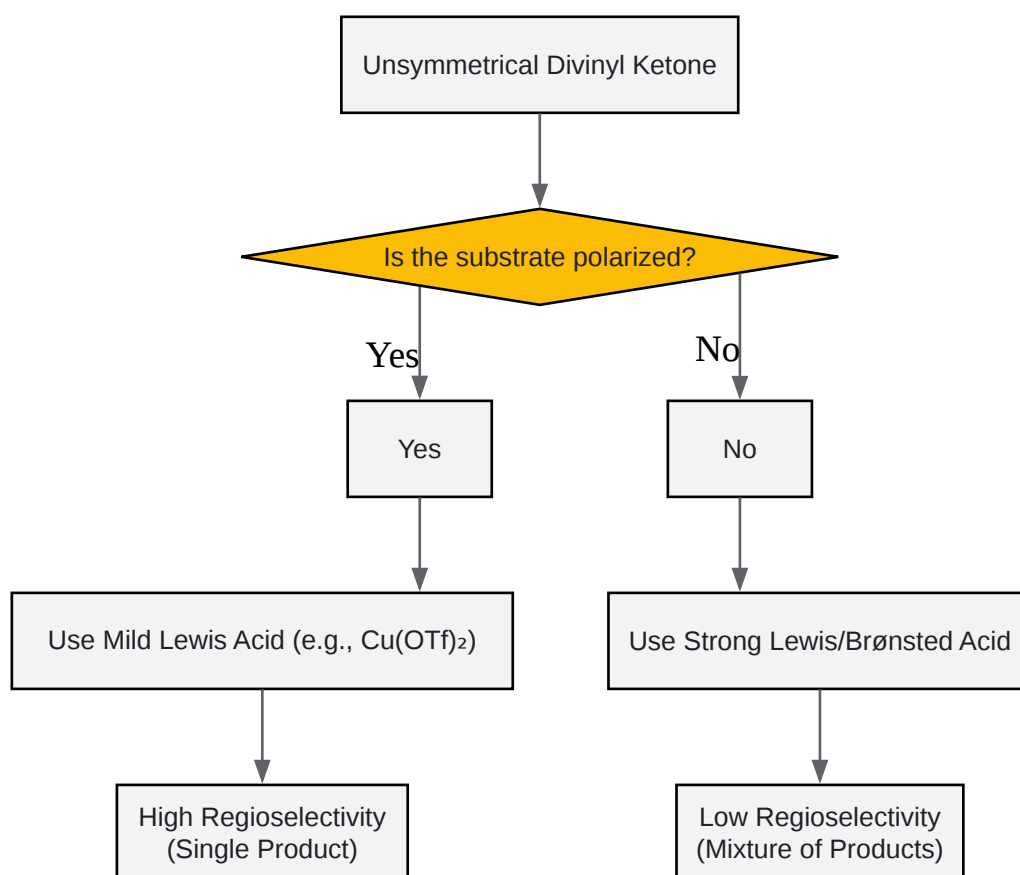 Unsymmetrical Divinyl Ketone
Is the substrate polarized?
Yes
No
Yes
No
Use Mild Lewis Acid (e.g., Cu(OTf)₂)
Use Strong Lewis/Brønsted Acid
High Regioselectivity
(Single Product)
Low Regioselectivity
(Mixture of Products)